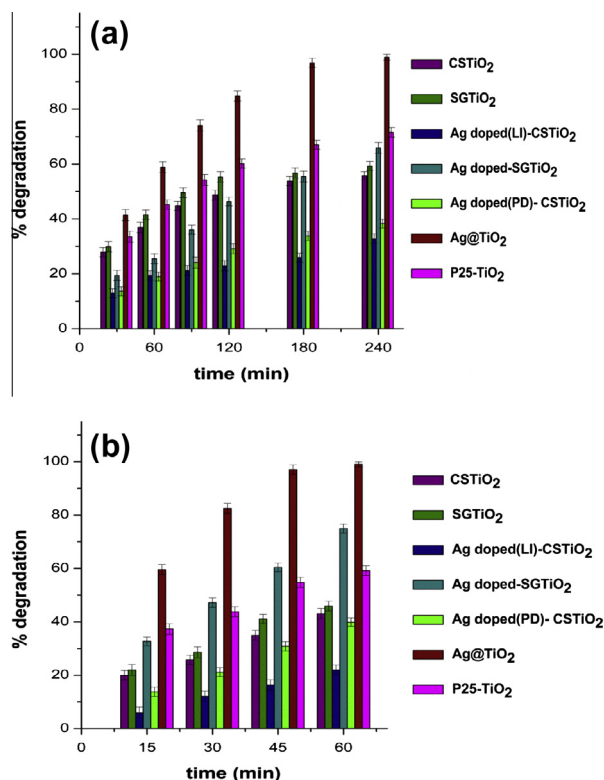 (a)
% degradation
100
80
60
40
20
0
0
60
120
180
240
time (min)
CSTiO₂
SGTiO₂
Ag doped(LI)-CSTiO₂
Ag doped-SGTiO₂
Ag doped(PD)- CSTiO₂
Ag@TiO₂
P25-TiO₂
(b)
% degradation
100
80
60
40
20
0
0
15
30
45
60
time (min)
CSTiO₂
SGTiO₂
Ag doped(LI)-CSTiO₂
Ag doped-SGTiO₂
Ag doped(PD)- CSTiO₂
Ag@TiO₂
P25-TiO₂